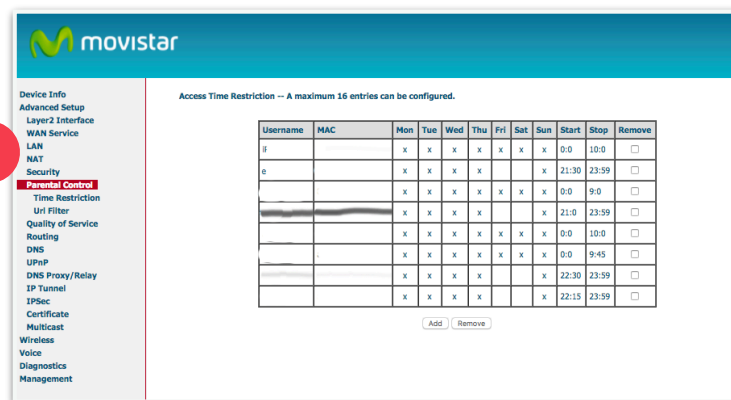 movistar
Device Info
Advanced Setup
Layer2 Interface
WAN Service
LAN
NAT
Security
Parental Control
Time Restriction
Url Filter
Quality of Service
Routing
DNS
UPnP
DNS Proxy/Relay
IP Tunnel
IPSec
Certificate
Multicast
Wireless
Voice
Diagnostics
Management
Access Time Restriction -- A maximum 16 entries can be configured.
Username MAC Mon Tue Wed Thu Fri Sat Sun Start Stop Remove
x x x x x x x 0:0 10:0
e x x x x x 21:30 23:59
x x x x x x x 0:0 9:0
x x x x x 21:0 23:59
x x x x x x x 0:0 10:0
x x x x x x x 0:0 9:45
x x x x x 22:30 23:59
x x x x x 22:15 23:59
Add Remove